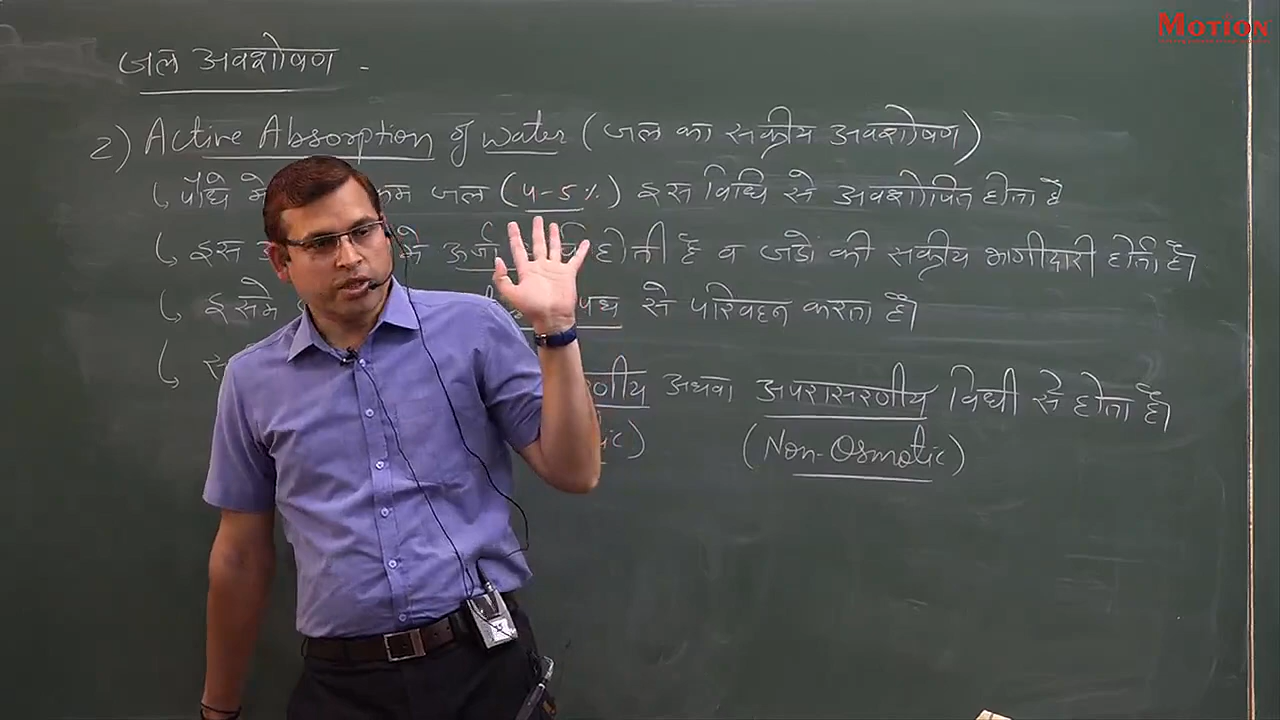 MOTION
जल अवशोषण -
2) Active Absorption of water (जल का सक्रीय अवशोषण)
पौधे मे कम जल (4-5%) इस विधि से अवशोषित होता है
इस ऊर्जा होती है व जडो की सक्रीय भागीदारी होती है।
इसमे पथ से परिवहन करता है।
अथवा अपरासरणीय विधी से होता है।
(Non-Osmotic)